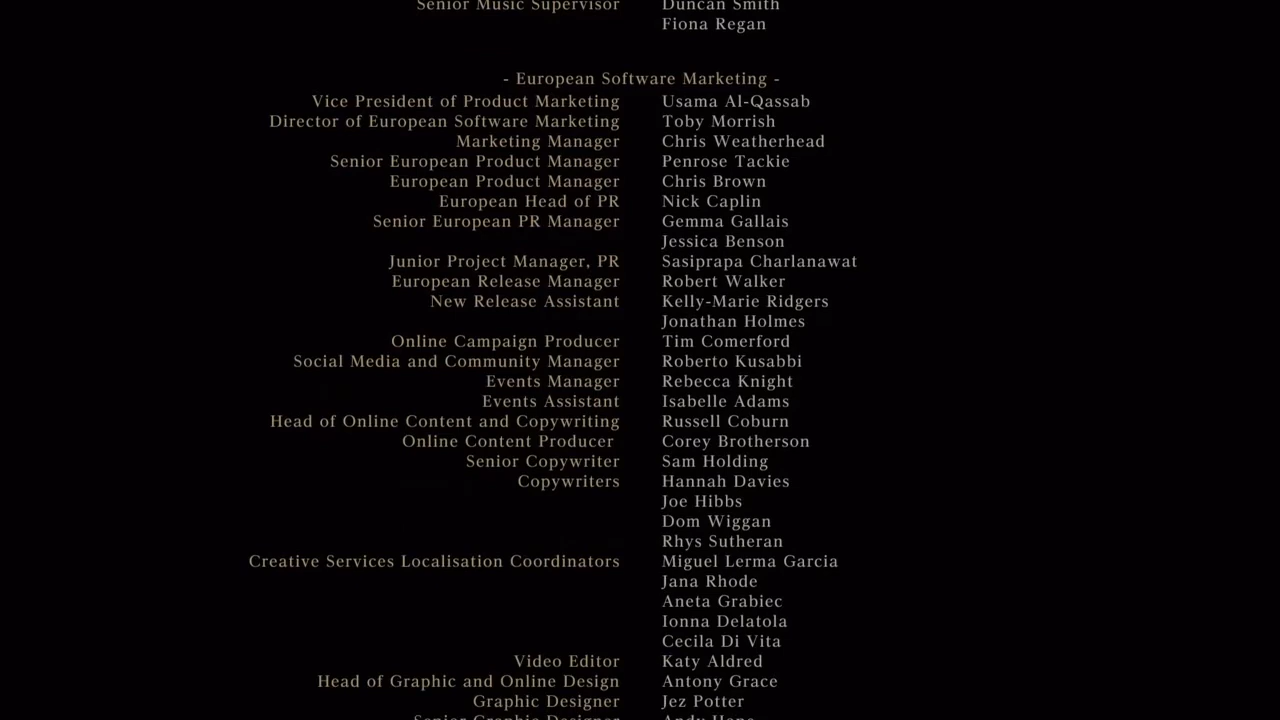 Senior Music Supervisor Duncan Smith
Fiona Regan
- European Software Marketing -
Vice President of Product Marketing Usama Al-Qassab
Director of European Software Marketing Toby Morrish
Marketing Manager Chris Weatherhead
Senior European Product Manager Penrose Tackie
European Product Manager Chris Brown
European Head of PR Nick Caplin
Senior European PR Manager Gemma Gallais
Jessica Benson
Junior Project Manager, PR Sasiprapa Charlanawat
European Release Manager Robert Walker
New Release Assistant Kelly-Marie Ridgers
Jonathan Holmes
Online Campaign Producer Tim Comerford
Social Media and Community Manager Roberto Kusabbi
Events Manager Rebecca Knight
Events Assistant Isabelle Adams
Head of Online Content and Copywriting Russell Coburn
Online Content Producer Corey Brotherson
Senior Copywriter Sam Holding
Copywriters Hannah Davies
Joe Hibbs
Dom Wiggan
Rhys Sutheran
Creative Services Localisation Coordinators Miguel Lerma Garcia
Jana Rhode
Aneta Grabiec
Ionna Delatola
Cecila Di Vita
Video Editor Katy Aldred
Head of Graphic and Online Design Antony Grace
Graphic Designer Jez Potter
Senior Graphic Designer Andy Hope